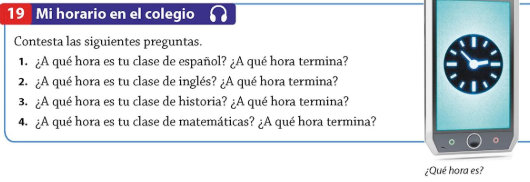 19 Mi horario en el colegio
Contesta las siguientes preguntas.
1. ¿A qué hora es tu clase de español? ¿A qué hora termina?
2. ¿A qué hora es tu clase de inglés? ¿A qué hora termina?
3. ¿A qué hora es tu clase de historia? ¿A qué hora termina?
4. ¿A qué hora es tu clase de matemáticas? ¿A qué hora termina?
¿Qué hora es?